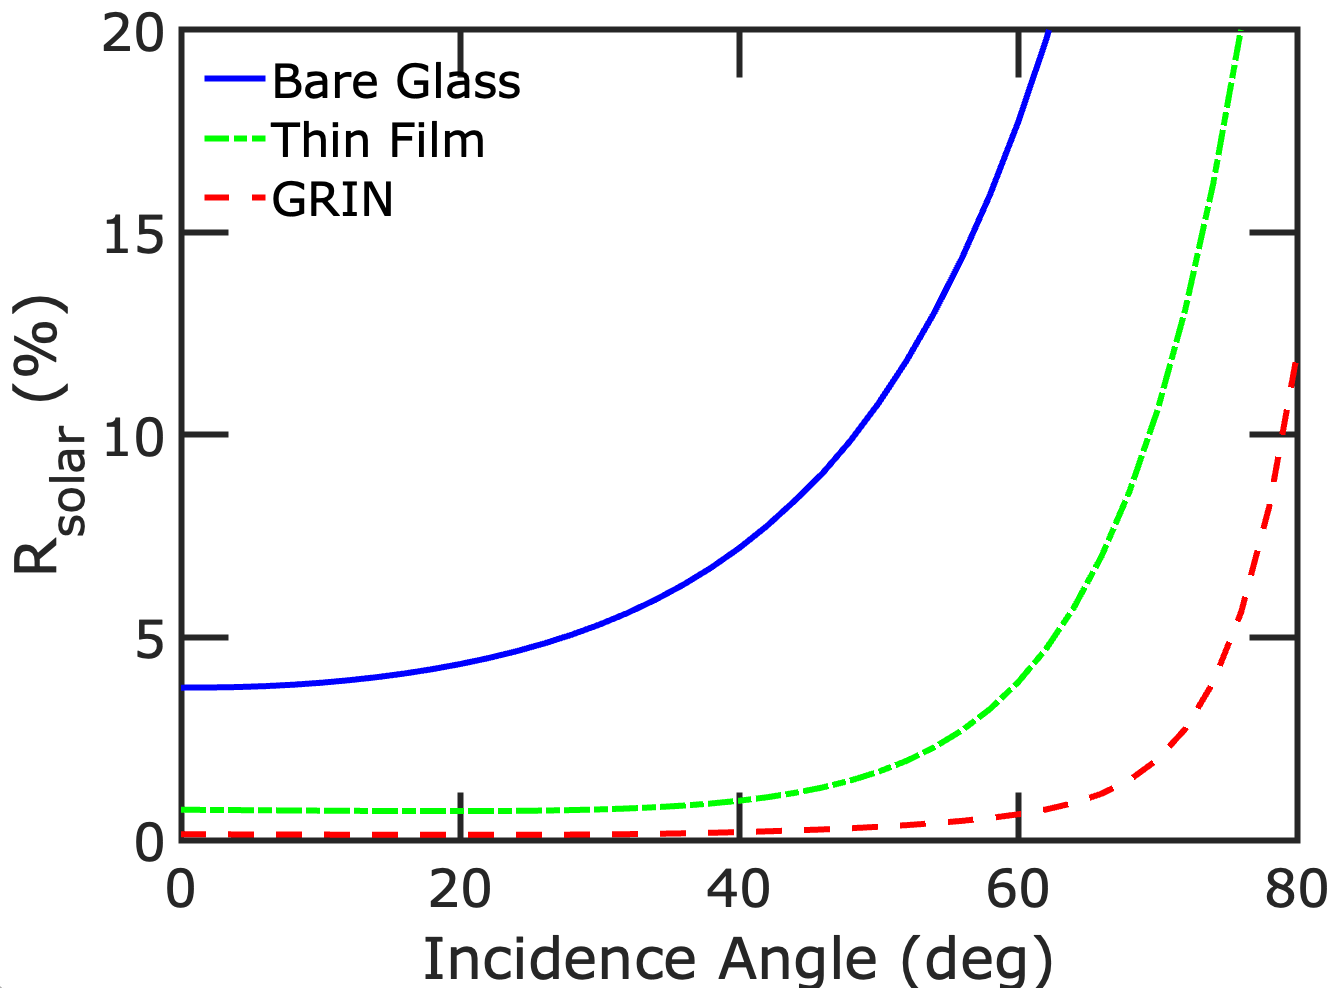 20
15
10
5
0
R_solar (%)
Bare Glass
Thin Film
GRIN
0 20 40 60 80
Incidence Angle (deg)